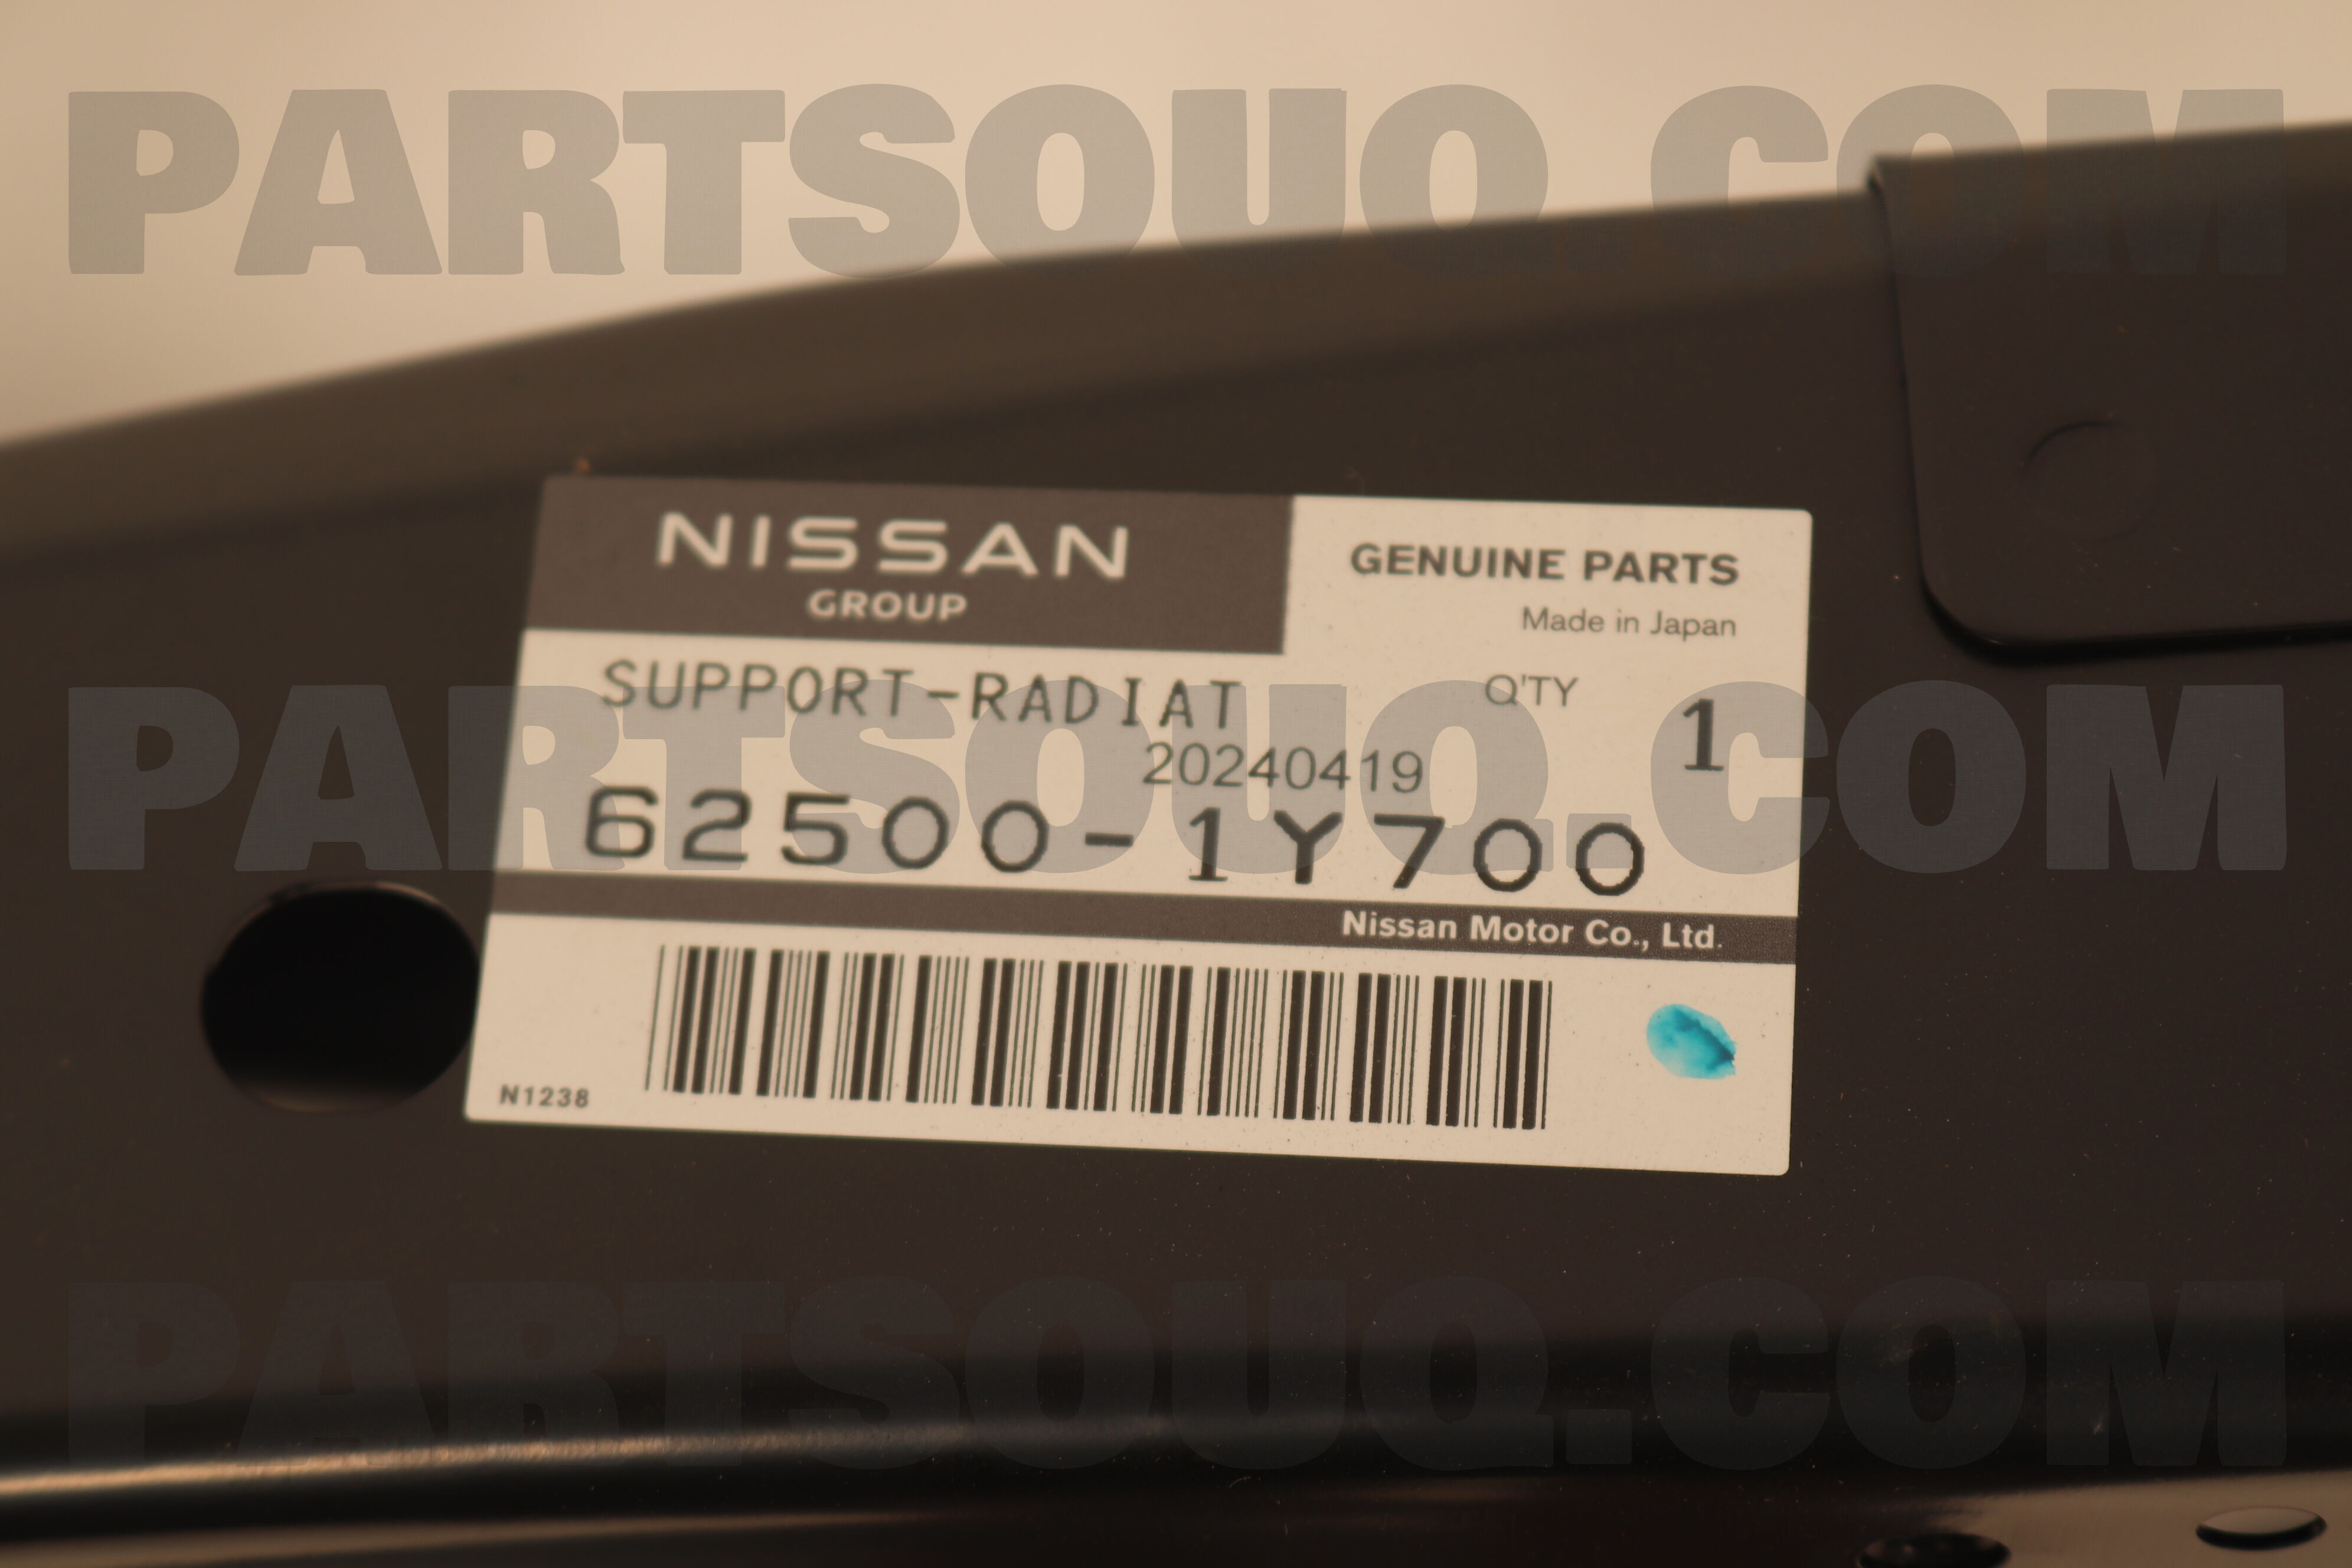 PARTSOUQ.COM
NISSAN
GROUP
GENUINE PARTS
Made in Japan
SUPPORT-RADIAT
Q'TY 1
20240419
62500-1Y700
PARTSOUQ.COM
Nissan Motor Co., Ltd.
N1238
PARTSOUQ.COM